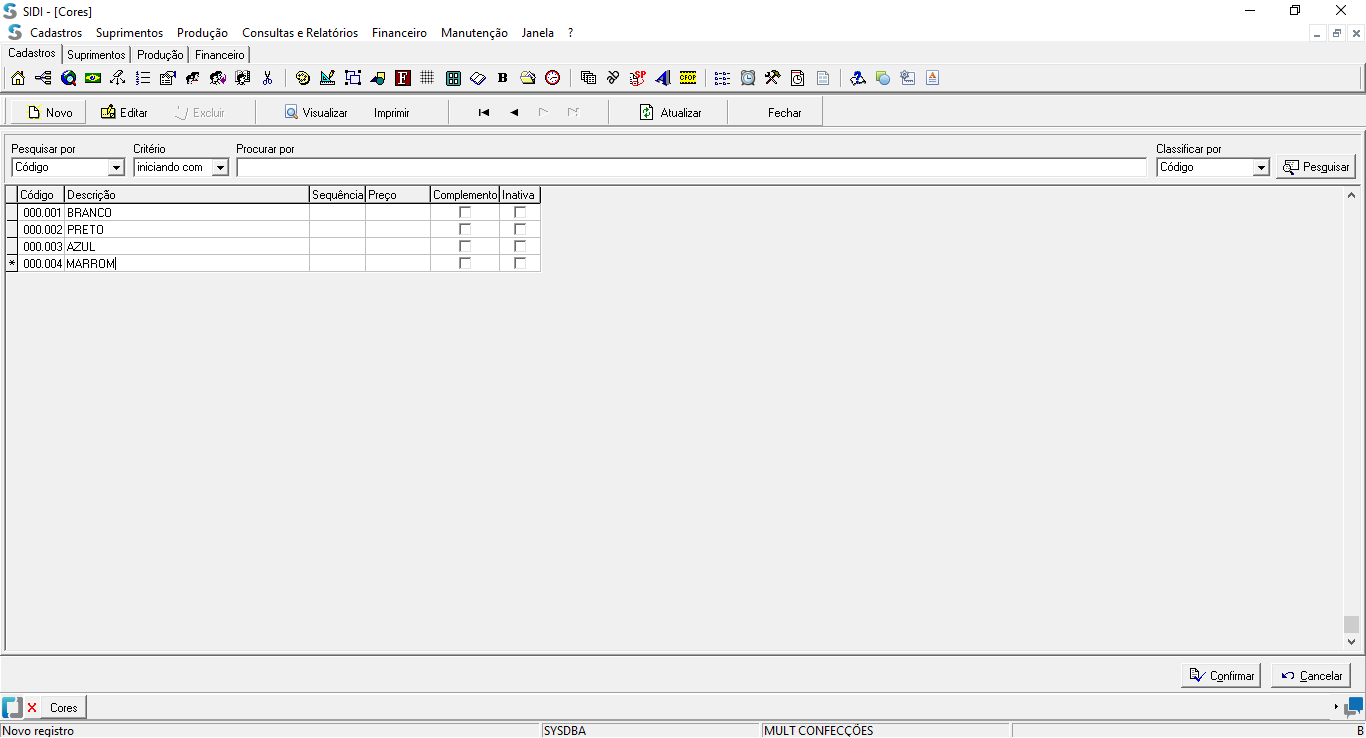 SIDI - [Cores]
Cadastros Suprimentos Produção Consultas e Relatórios Financeiro Manutenção Janela ?
Cadastros Suprimentos Produção Financeiro
F B SP CFOP
Novo Editar Excluir Visualizar Imprimir Atualizar Fechar
Pesquisar por Critério Procurar por Classificar por
Código iniciando com Código Pesquisar
Código Descrição Sequência Preço Complemento Inativa
000.001 BRANCO
000.002 PRETO
000.003 AZUL
* 000.004 MARROM
Confirmar Cancelar
Cores
Novo registro SYSDBA MULT CONFECÇÕES B